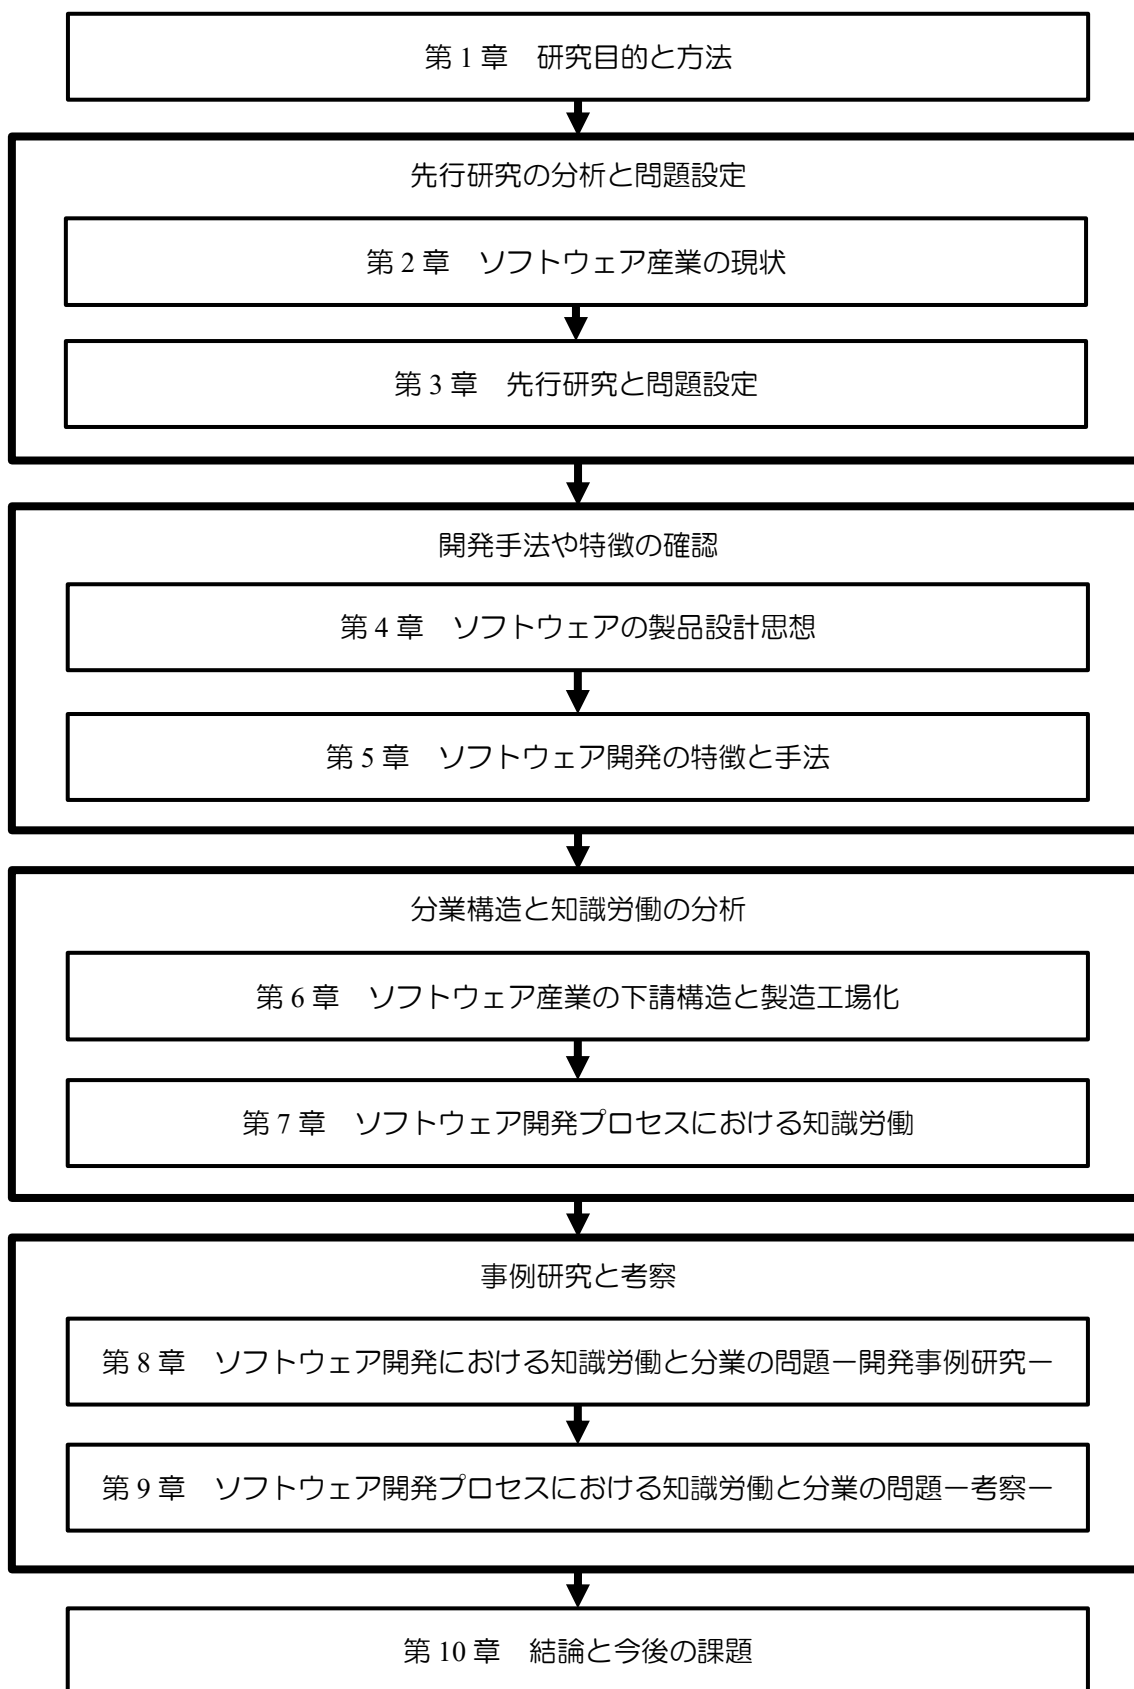 第 1 章　研究目的と方法
先行研究の分析と問題設定
第 2 章　ソフトウェア産業の現状
第 3 章　先行研究と問題設定
開発手法や特徴の確認
第 4 章　ソフトウェアの製品設計思想
第 5 章　ソフトウェア開発の特徴と手法
分業構造と知識労働の分析
第 6 章　ソフトウェア産業の下請構造と製造工場化
第 7 章　ソフトウェア開発プロセスにおける知識労働
事例研究と考察
第 8 章　ソフトウェア開発における知識労働と分業の問題ー開発事例研究ー
第 9 章　ソフトウェア開発プロセスにおける知識労働と分業の問題ー考察ー
第 10 章　結論と今後の課題